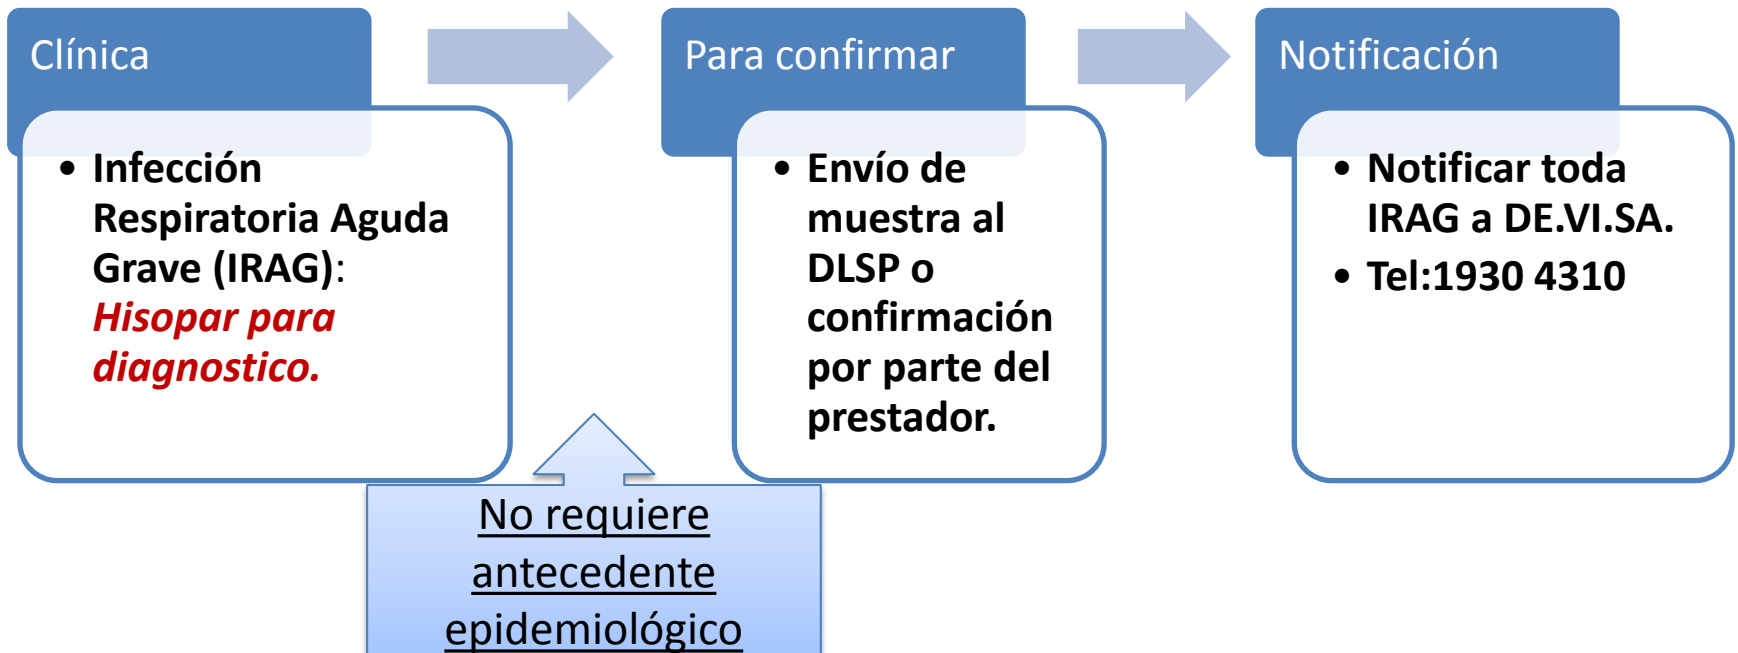 Clínica
• Infección
Respiratoria Aguda
Grave (IRAG):
Hisopar para
diagnostico.
Para confirmar
• Envío de
muestra al
DLSP o
confirmación
por parte del
prestador.
Notificación
• Notificar toda
IRAG a DE.VI.SA.
• Tel:1930 4310
No requiere
antecedente
epidemiológico